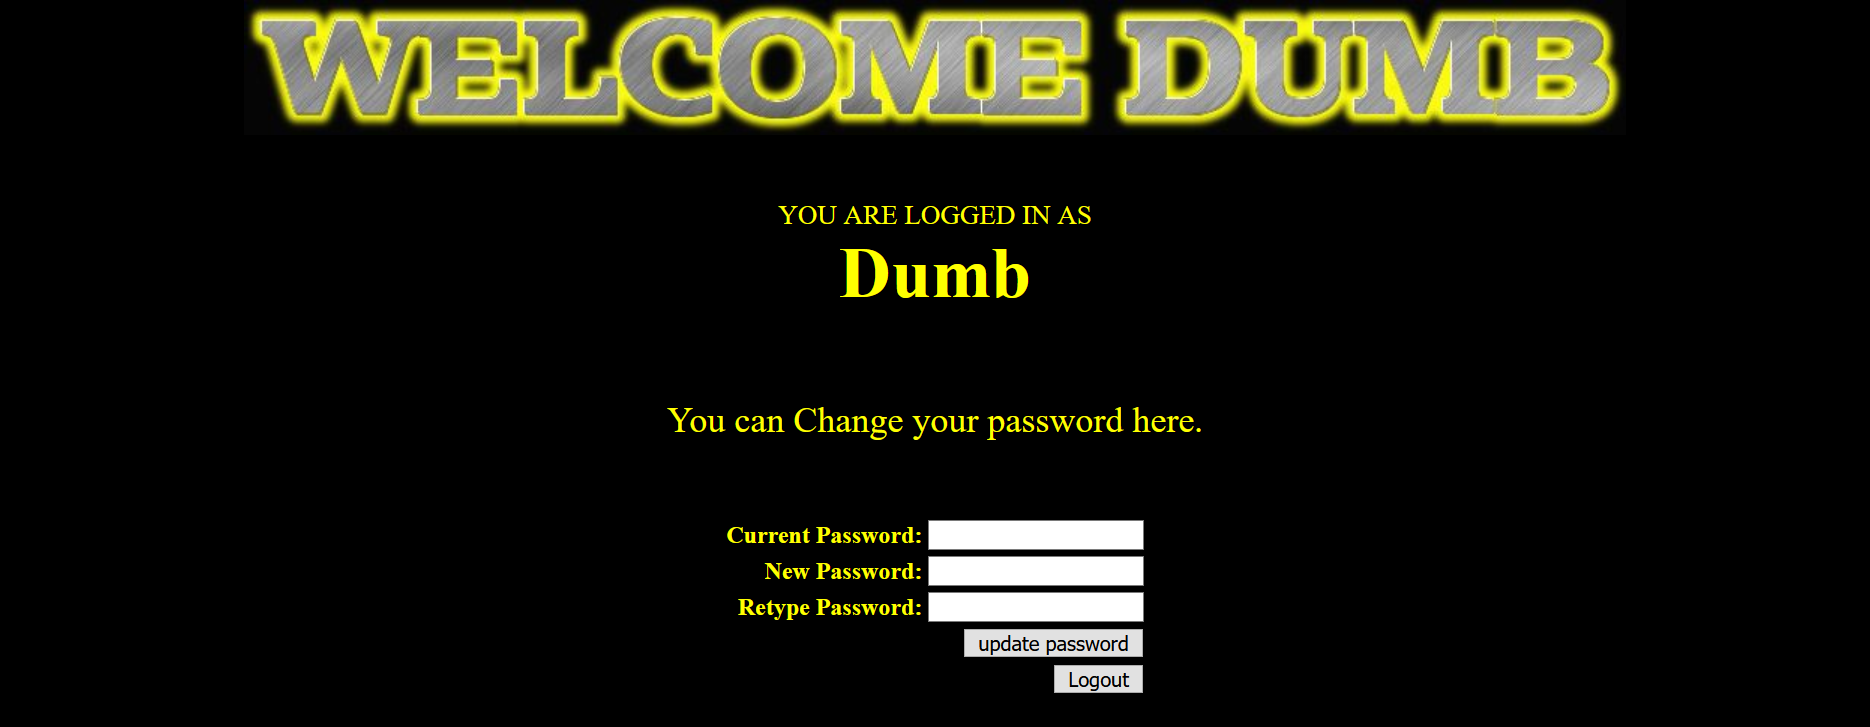 WELCOME DUMB
YOU ARE LOGGED IN AS
Dumb
You can Change your password here.
Current Password:
New Password:
Retype Password:
update password
Logout